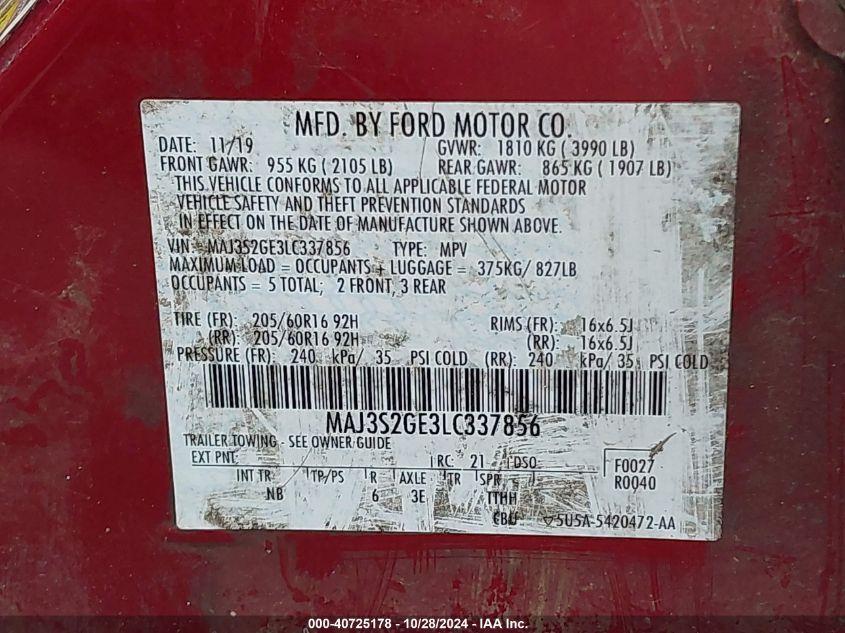 MFD. BY FORD MOTOR CO.
DATE: 11/19 GVWR: 1810 KG ( 3990 LB)
FRONT GAWR: 955 KG ( 2105 LB) REAR GAWR: 865 KG ( 1907 LB)
THIS VEHICLE CONFORMS TO ALL APPLICABLE FEDERAL MOTOR
VEHICLE SAFETY AND THEFT PREVENTION STANDARDS
IN EFFECT ON THE DATE OF MANUFACTURE SHOWN ABOVE.
VIN: MAJ3S2GE3LC337856 TYPE: MPV
MAXIMUM LOAD = OCCUPANTS + LUGGAGE = 375KG/ 827LB
OCCUPANTS = 5 TOTAL; 2 FRONT, 3 REAR
TIRE (FR): 205/60R16 92H RIMS (FR): 16x6.5J
(RR): 205/60R16 92H (RR): 16x6.5J
PRESSURE (FR): 240 kPa/ 35 PSI COLD (RR): 240 kPa/ 35 PSI COLD
MAJ3S2GE3LC337856
TRAILER TOWING - SEE OWNER GUIDE
EXT PNT: RC: 21 DSO: F0027
INT TR TP/PS R AXLE TR SPR R0040
NB 6 3E ITHH
CBU 5U5A-5420472-AA
000-40725178 - 10/28/2024 - IAA Inc.